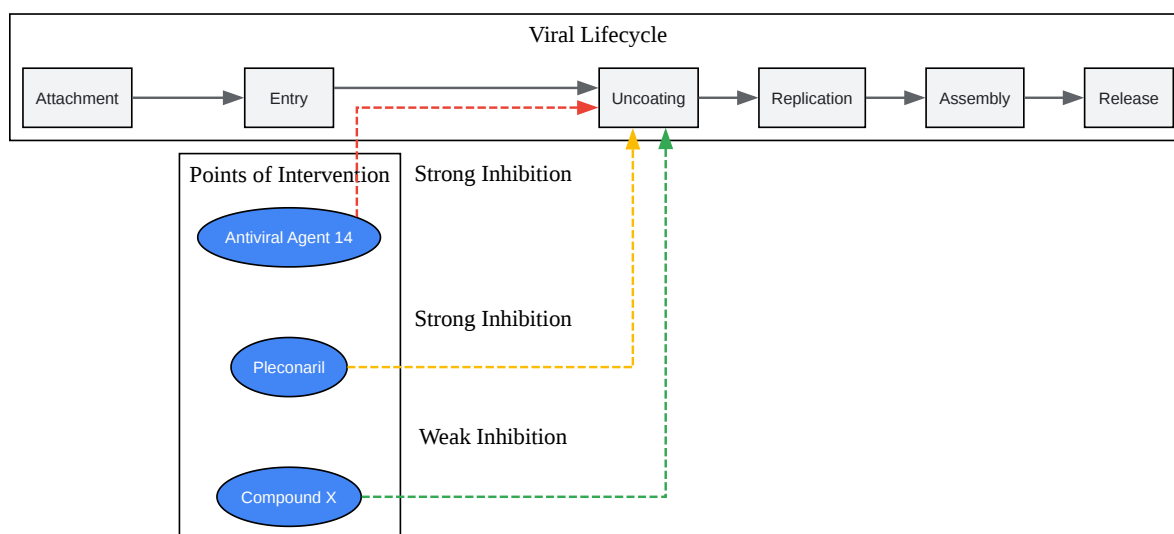 Viral Lifecycle
Attachment
Entry
Uncoating
Replication
Assembly
Release
Points of Intervention
Strong Inhibition
Antiviral Agent 14
Strong Inhibition
Pleconaril
Weak Inhibition
Compound X